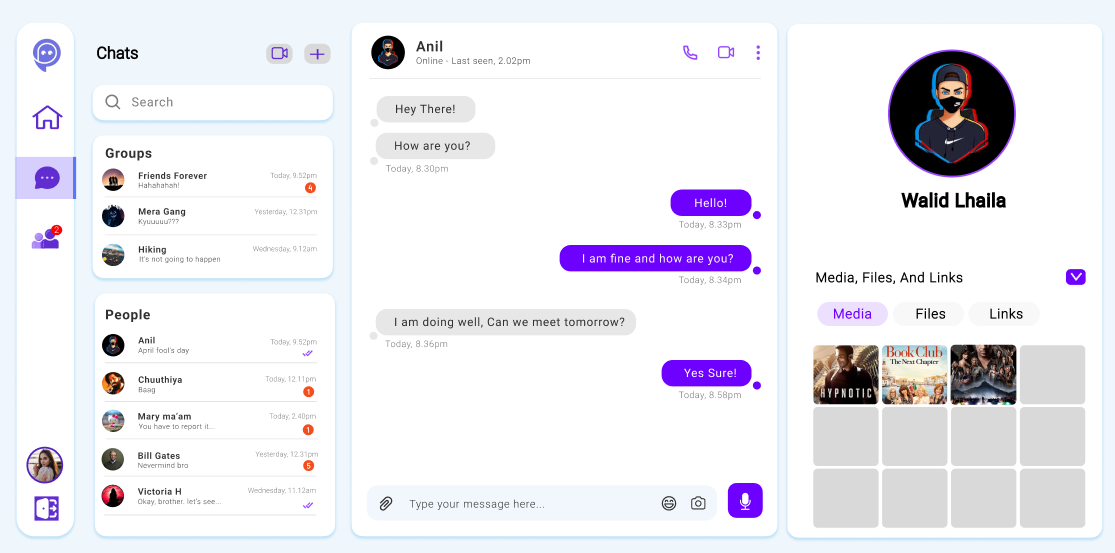 Chats
Search
Groups
Friends Forever
Today, 9.52pm
Hahahahah!
4
Mera Gang
Yesterday, 12.31pm
Kyuuuuu???
Hiking
Wednesday, 9.12am
It's not going to happen
2
People
Anil
Today, 9.52pm
April fool's day
Chuuthiya
Today, 12.11pm
Baag
1
Mary ma'am
Today, 2.40pm
You have to report it...
1
Bill Gates
Yesterday, 12.31pm
Nevermind bro
5
Victoria H
Wednesday, 11.12am
Okay, brother. let's see...
Anil
Online - Last seen, 2.02pm
Hey There!
How are you?
Today, 8.30pm
Hello!
Today, 8.33pm
I am fine and how are you?
Today, 8.34pm
I am doing well, Can we meet tomorrow?
Today, 8.36pm
Yes Sure!
Today, 8.58pm
Type your message here...
Walid Lhaila
Media, Files, And Links
Media Files Links
HYPNOTIC
Book Club
The Next Chapter